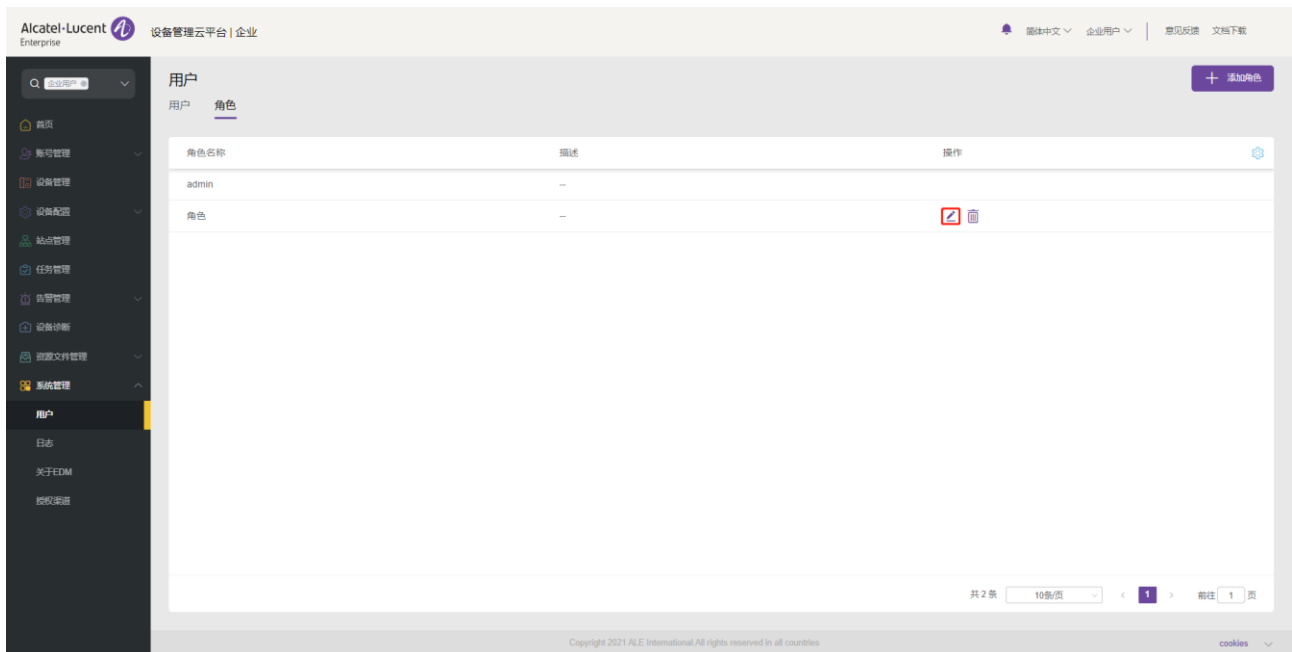 Alcatel·Lucent
Enterprise
设备管理云平台 | 企业
简体中文 企业用户 意见反馈 文档下载
企业用户
用户
添加角色
用户 角色
首页
账号管理
设备管理
设备配置
站点管理
任务管理
告警管理
设备诊断
资源文件管理
系统管理
用户
日志
关于EDM
授权渠道
角色名称 描述 操作
admin --
角色 --
共 2 条 10条/页 < 1 > 前往 1 页
Copyright 2021 ALE International.All rights reserved in all countries
cookies